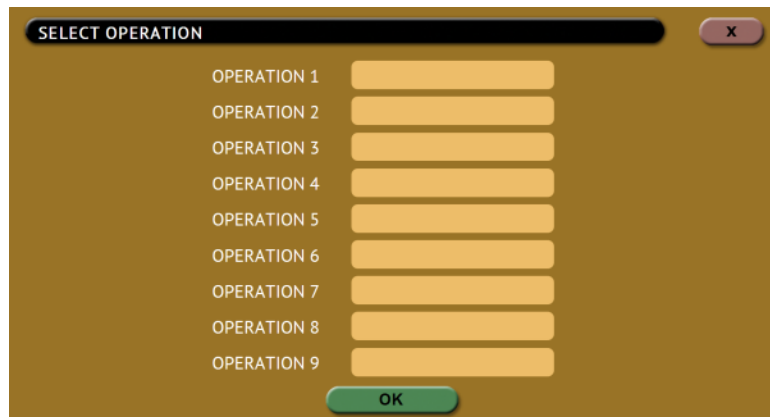 SELECT OPERATION X
OPERATION 1
OPERATION 2
OPERATION 3
OPERATION 4
OPERATION 5
OPERATION 6
OPERATION 7
OPERATION 8
OPERATION 9
OK